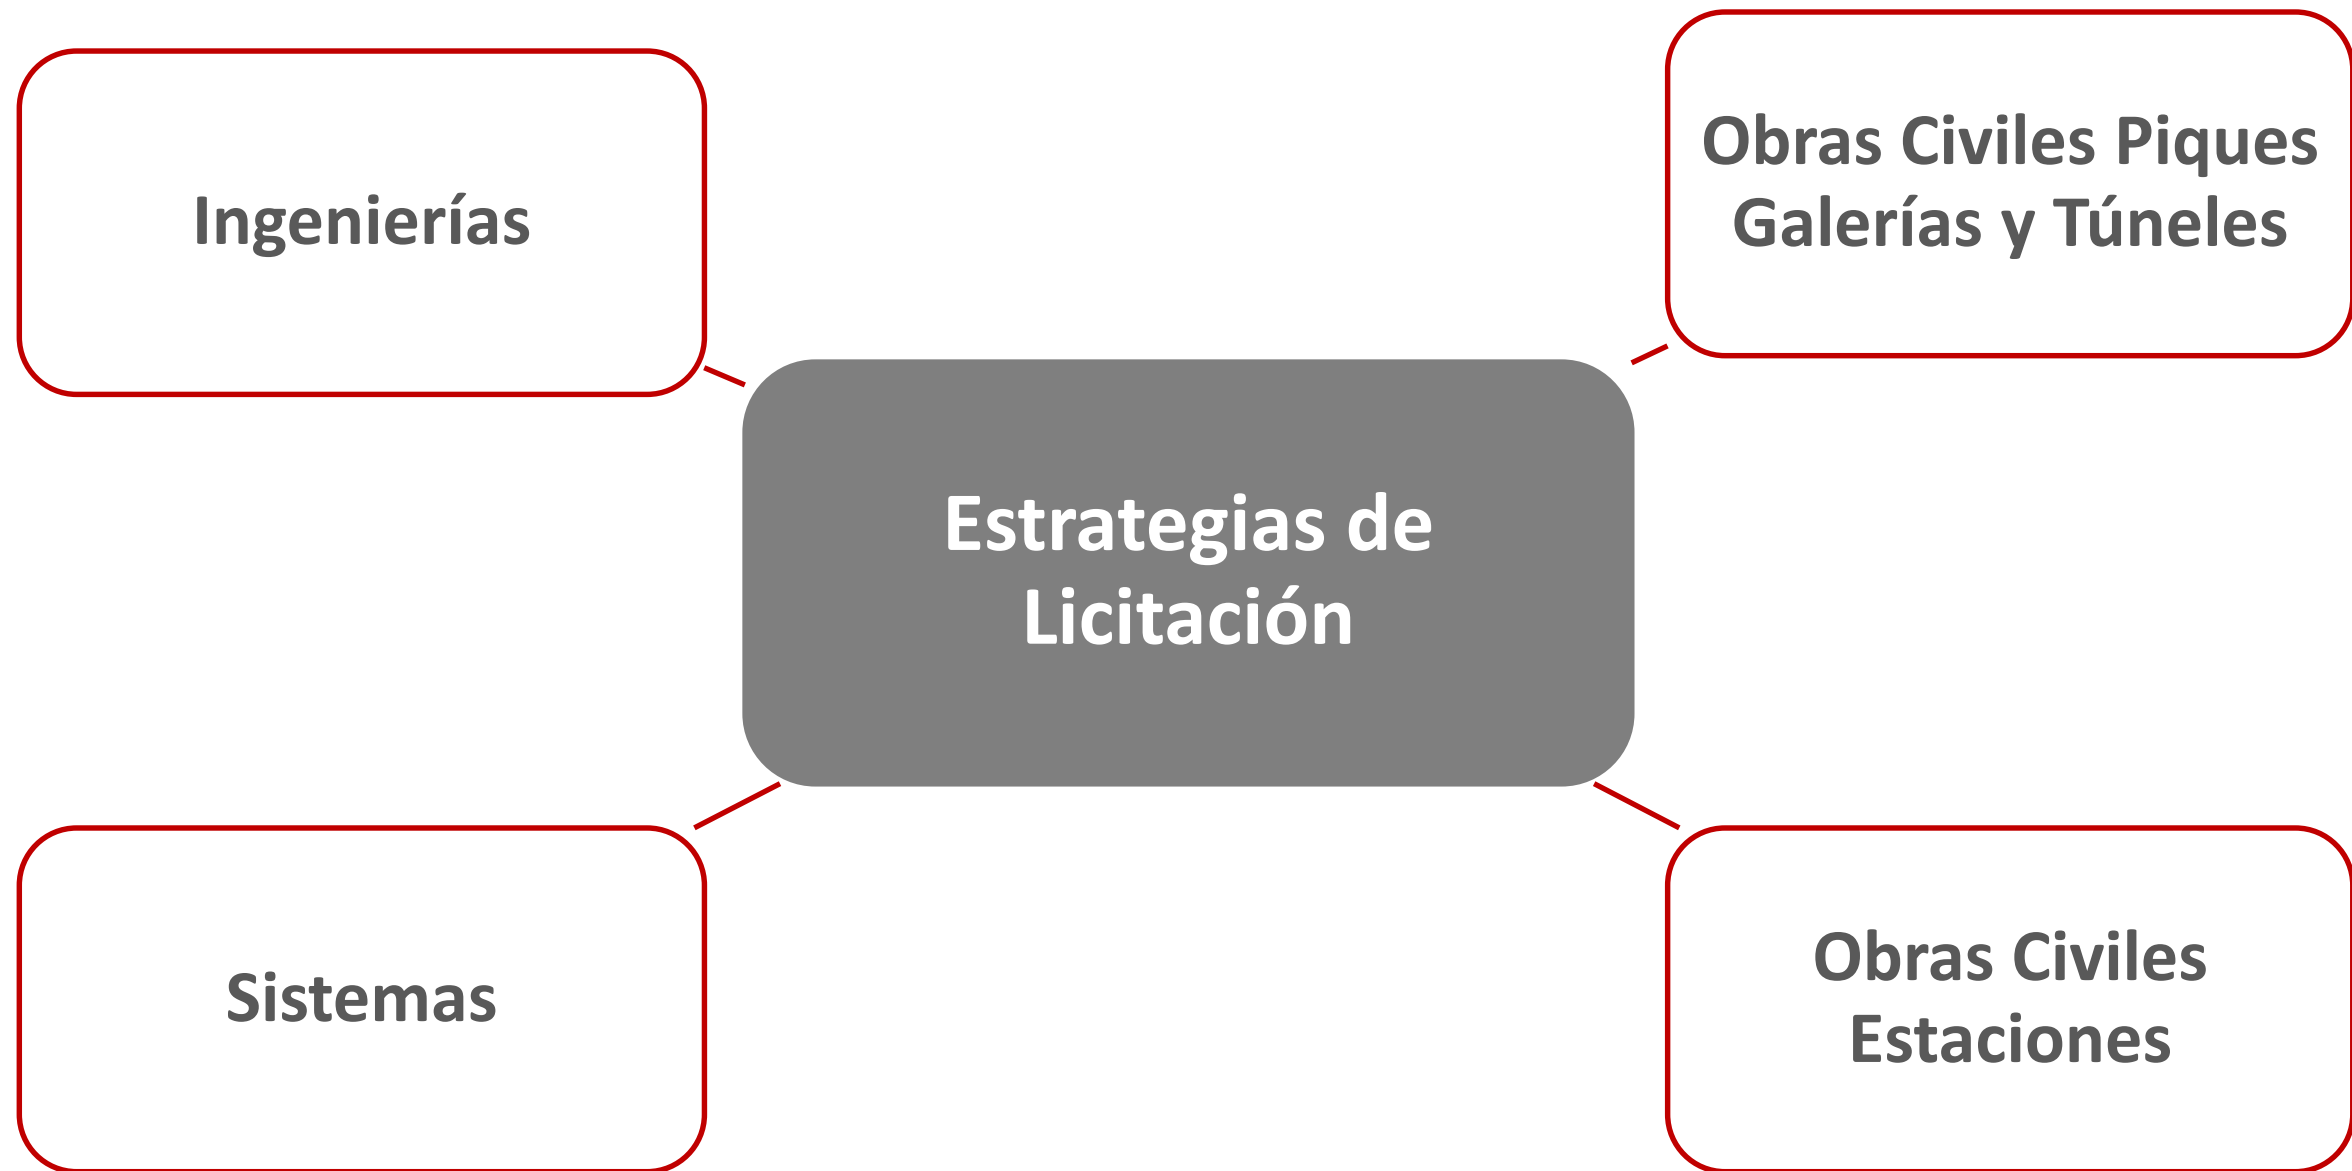 Ingenierías
Obras Civiles Piques
Galerías y Túneles
Estrategias de
Licitación
Sistemas
Obras Civiles
Estaciones